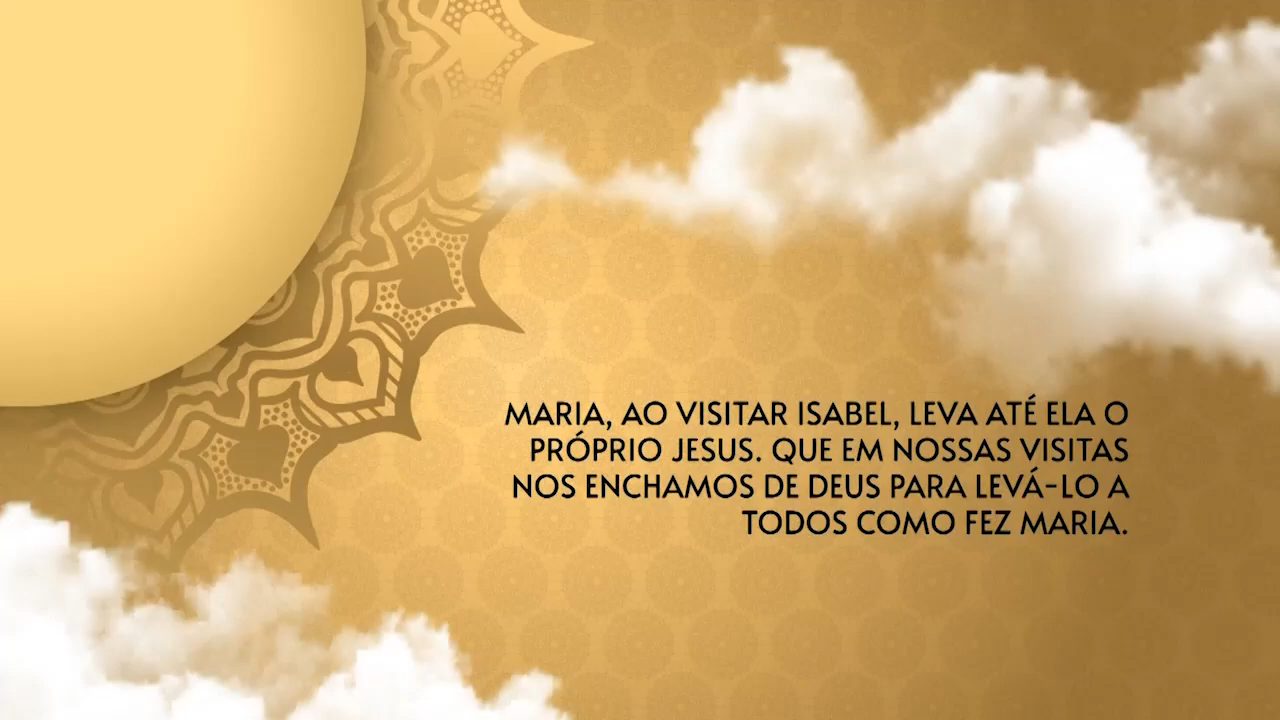 MARIA, AO VISITAR ISABEL, LEVA ATÉ ELA O
PRÓPRIO JESUS. QUE EM NOSSAS VISITAS
NOS ENCHAMOS DE DEUS PARA LEVÁ-LO A
TODOS COMO FEZ MARIA.